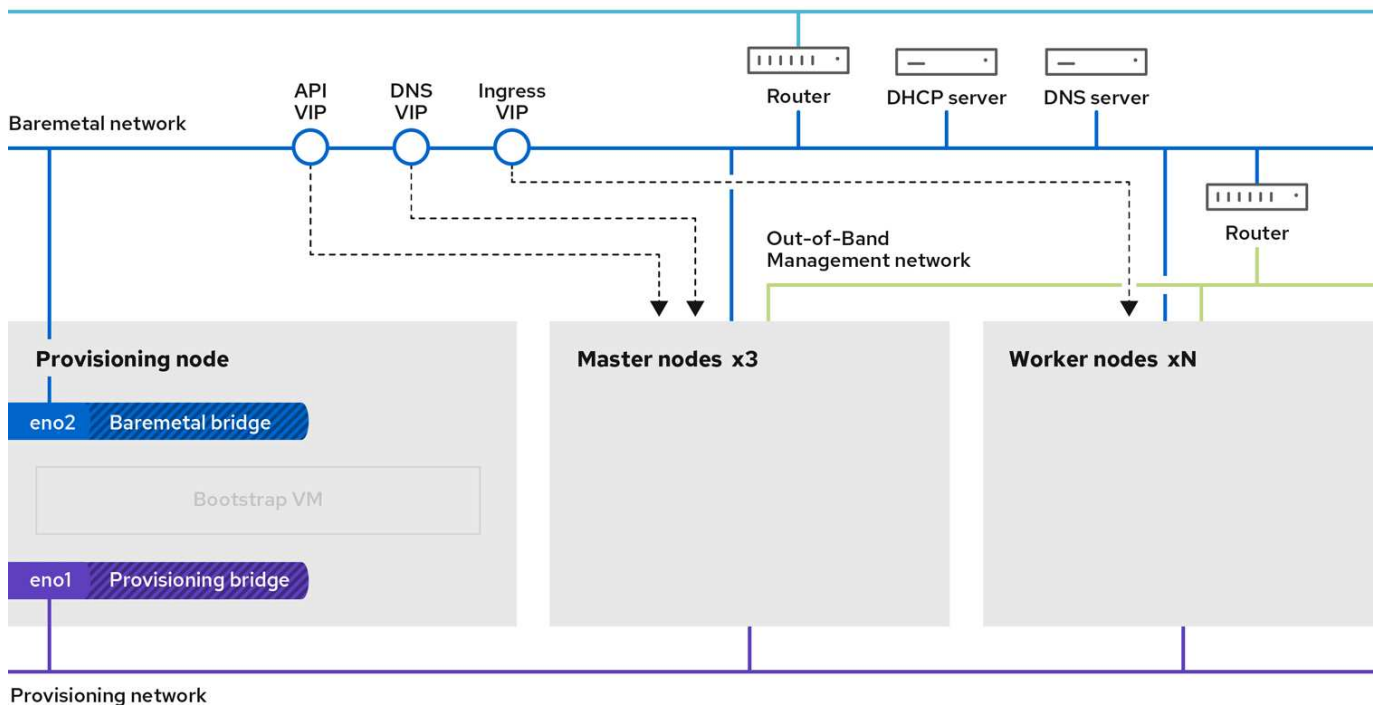 API
VIP
DNS
VIP
Ingress
VIP
Router
DHCP server
DNS server
Baremetal network
Router
Out-of-Band
Management network
Provisioning node
Master nodes x3
Worker nodes xN
eno2
Baremetal bridge
Bootstrap VM
eno1
Provisioning bridge
Provisioning network